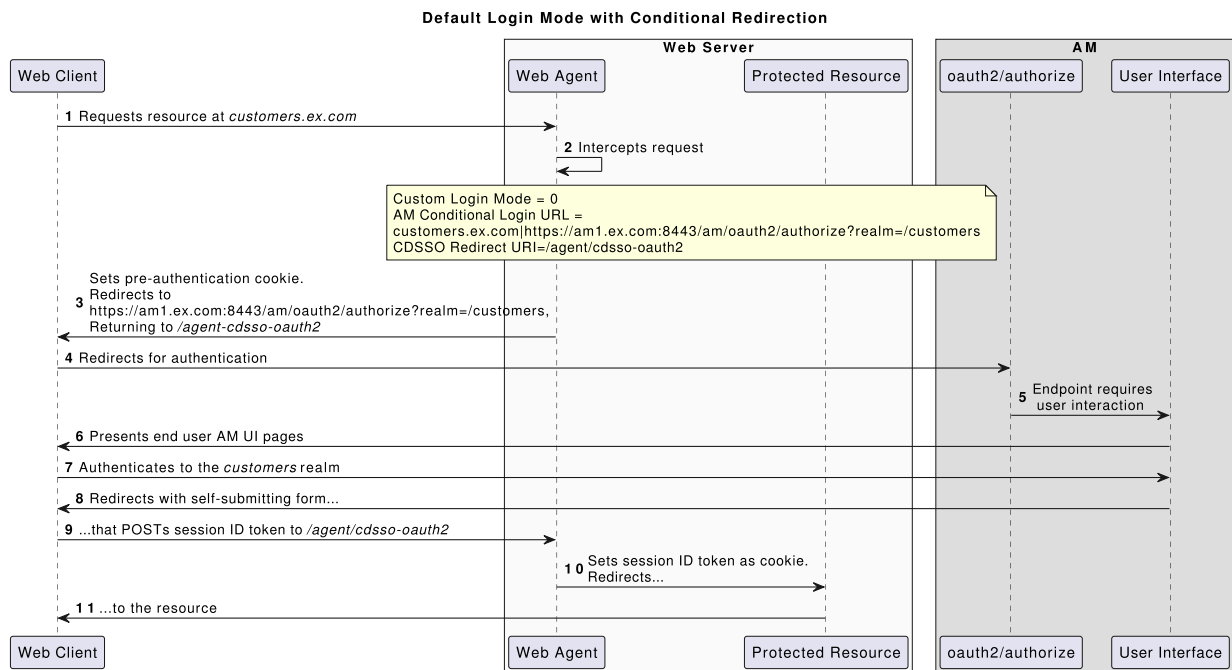 Default Login Mode with Conditional Redirection
Web Server
AM
Web Client
Web Agent
Protected Resource
oauth2/authorize
User Interface
1 Requests resource at customers.ex.com
2 Intercepts request
Custom Login Mode = 0
AM Conditional Login URL =
customers.ex.com|https://am1.ex.com:8443/am/oauth2/authorize?realm=/customers
CDSSO Redirect URI=/agent/cdsso-oauth2
Sets pre-authentication cookie.
3 Redirects to
https://am1.ex.com:8443/am/oauth2/authorize?realm=/customers,
Returning to /agent-cdsso-oauth2
4 Redirects for authentication
5 Endpoint requires
user interaction
6 Presents end user AM UI pages
7 Authenticates to the customers realm
8 Redirects with self-submitting form...
9 ...that POSTs session ID token to /agent/cdsso-oauth2
10 Sets session ID token as cookie.
Redirects...
11 ...to the resource
Web Client
Web Agent
Protected Resource
oauth2/authorize
User Interface